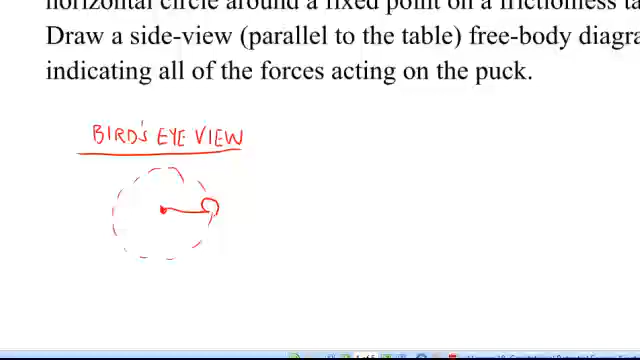 horizontal circle around a fixed point on a frictionless ta
Draw a side-view (parallel to the table) free-body diagra
indicating all of the forces acting on the puck.
BIRD'S EYE VIEW